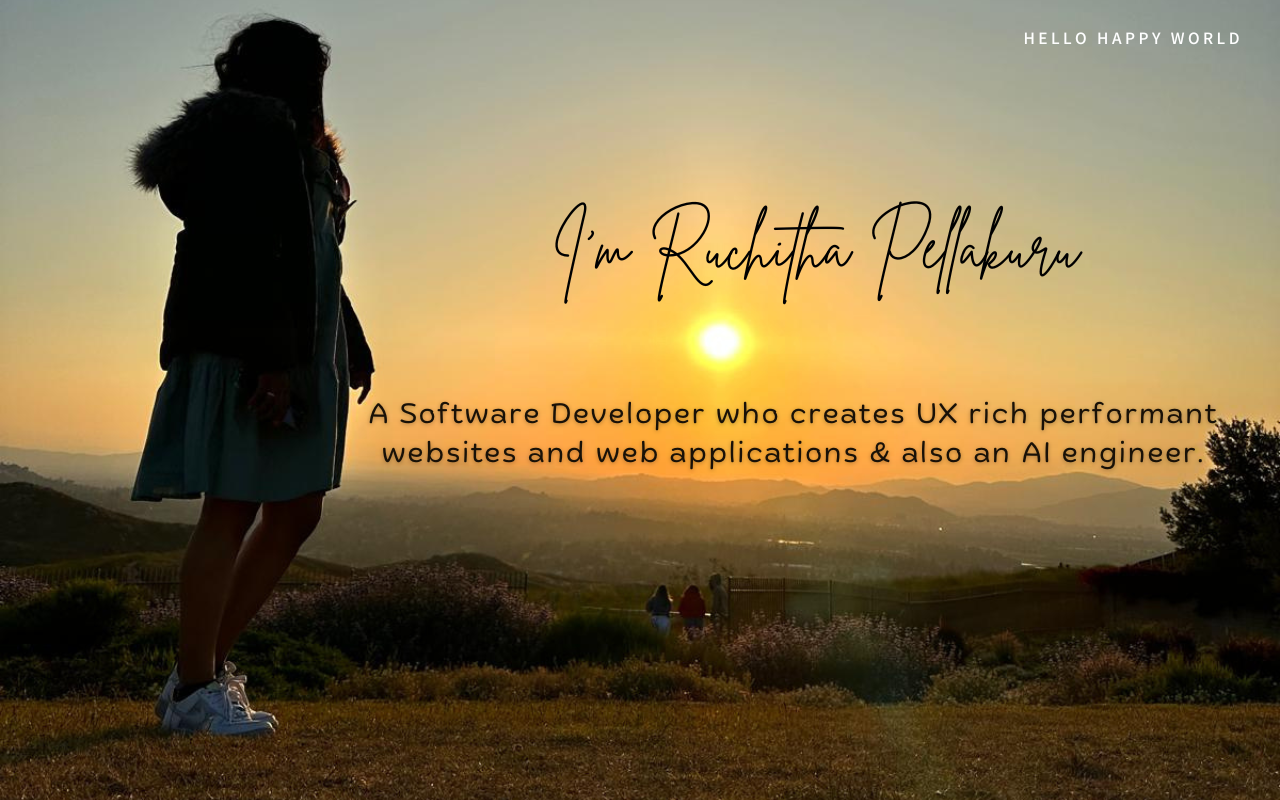 HELLO HAPPY WORLD
I'm Ruchitha Pellakuru
A Software Developer who creates UX rich performant
websites and web applications & also an AI engineer.